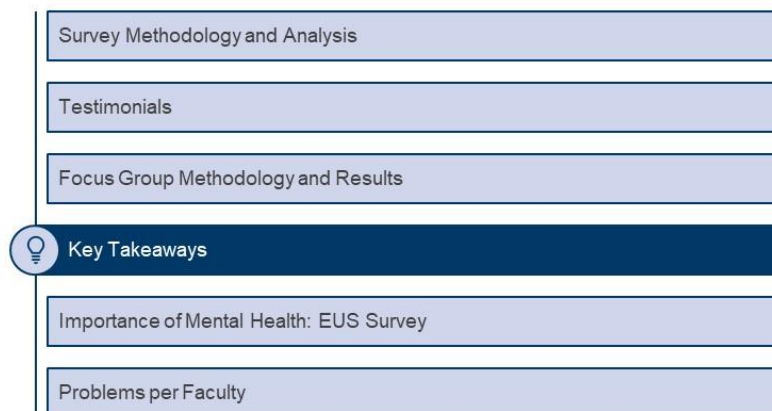 Survey Methodology and Analysis
Testimonials
Focus Group Methodology and Results
Key Takeaways
Importance of Mental Health: EUS Survey
Problems per Faculty